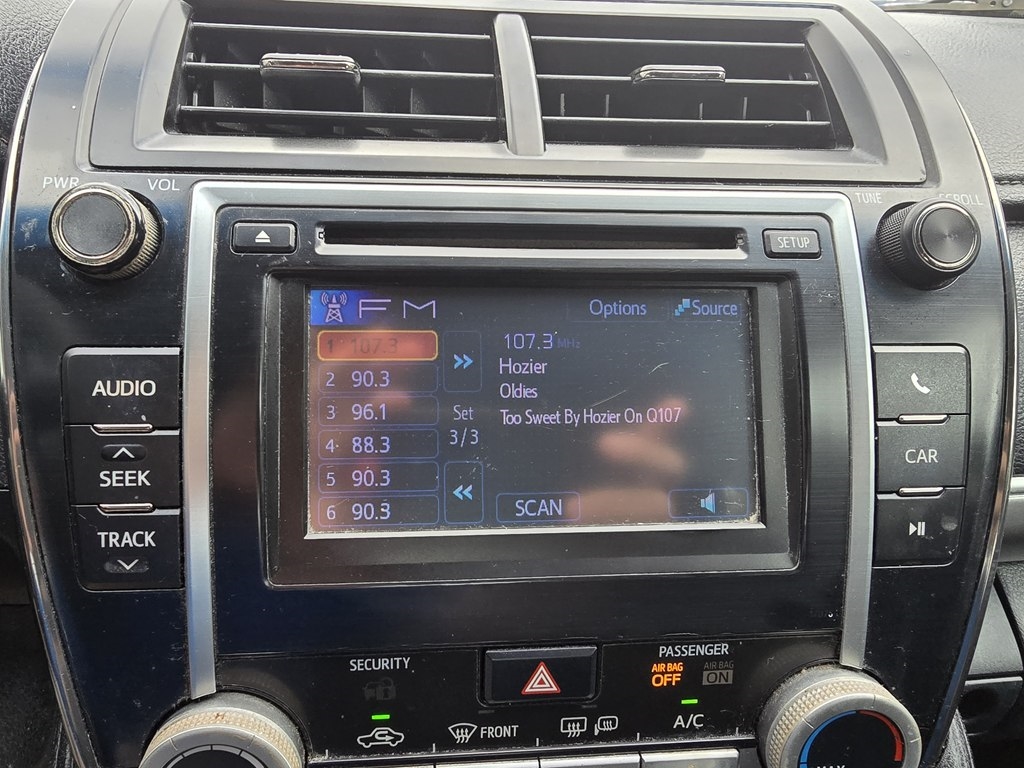 PWR VOL
TUNE SCROLL
SETUP
FM Options Source
1 107.3
107.3 MHz
2 90.3
Hozier
Oldies
3 96.1
Set
3/3
Too Sweet By Hozier On Q107
4 88.3
5 90.3
6 90.3
SCAN
AUDIO
SEEK
TRACK
CAR
SECURITY
PASSENGER
AIR BAG
OFF
AIR BAG
ON
FRONT
A/C
MAX